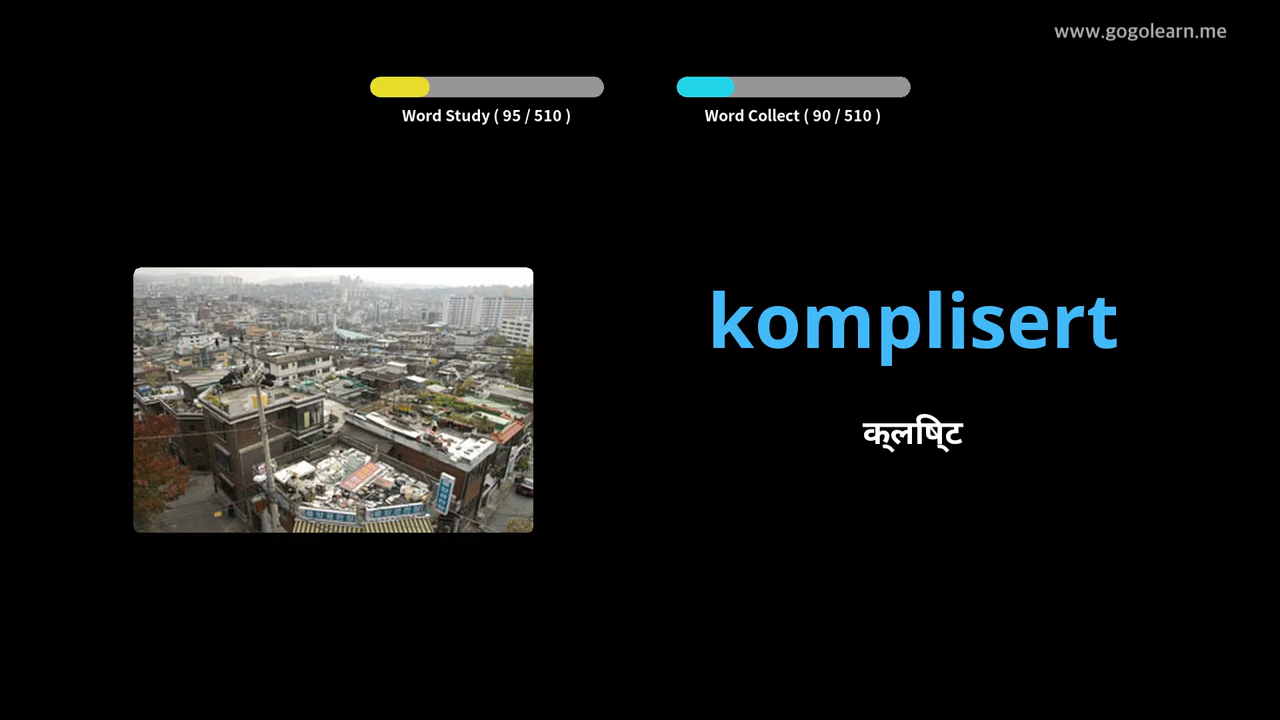 www.gogolearn.me
Word Study ( 95 / 510 )
Word Collect ( 90 / 510 )
komplisert
क्लिष्ट